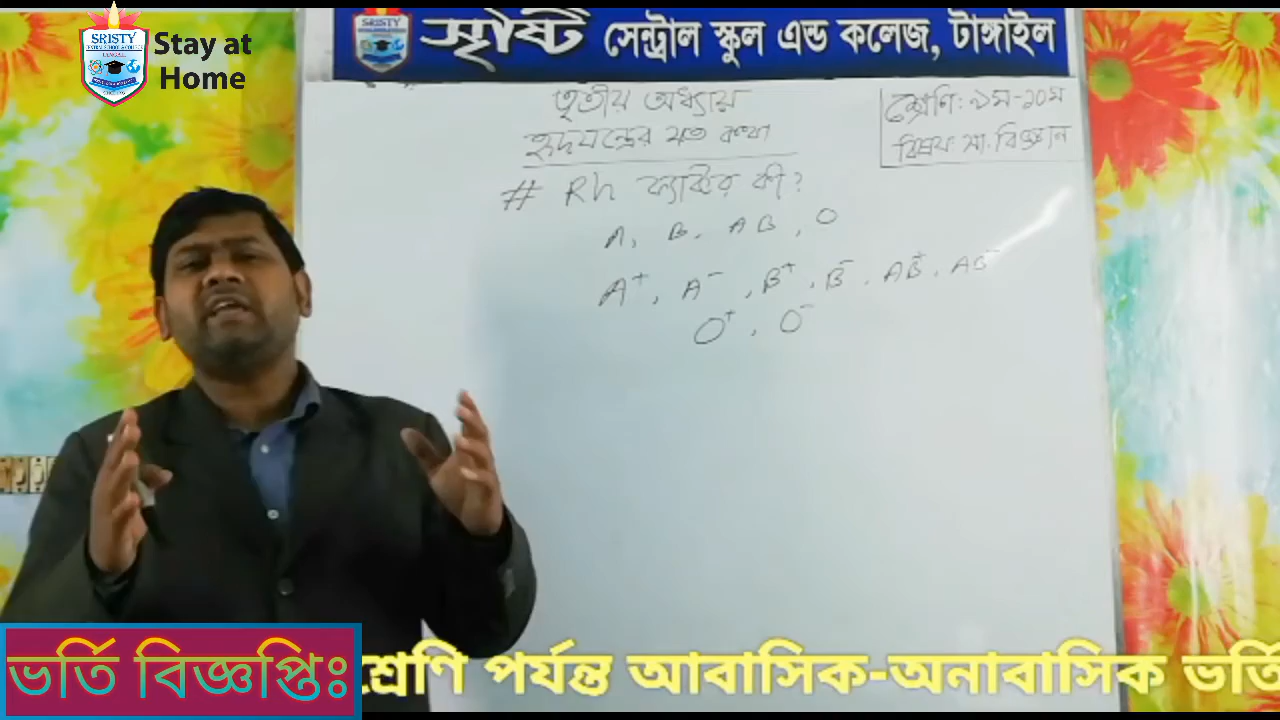 SRISTY
Stay at
Home
SRISTY
সৃষ্টি সেন্ট্রাল স্কুল এন্ড কলেজ, টাঙ্গাইল
তৃতীয় অধ্যায়
হৃদযন্ত্রের যত কথা
শ্রেণি: ৯ম-১০ম
বিষয়: সা. বিজ্ঞান
# Rh ফ্যাক্টর কী?
A, B, AB, O
A⁺, A⁻, B⁺, B⁻, AB⁺, AB⁻
O⁺, O⁻
ভর্তি বিজ্ঞপ্তিঃ
শ্রেণি পর্যন্ত আবাসিক-অনাবাসিক ভর্তি